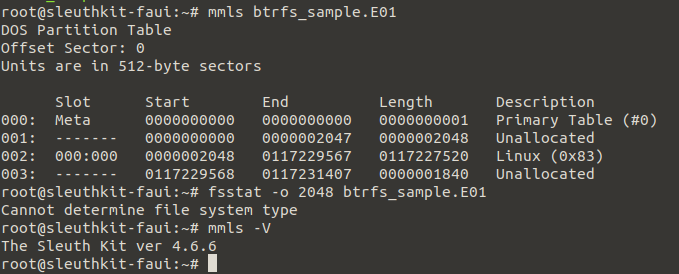 root@sleuthkit-faui:~# mmls btrfs_sample.E01
DOS Partition Table
Offset Sector: 0
Units are in 512-byte sectors

      Slot      Start        End          Length       Description
000:  Meta      0000000000   0000000000   0000000001   Primary Table (#0)
001:  -------   0000000000   0000002047   0000002048   Unallocated
002:  000:000   0000002048   0117229567   0117227520   Linux (0x83)
003:  -------   0117229568   0117231407   0000001840   Unallocated
root@sleuthkit-faui:~# fsstat -o 2048 btrfs_sample.E01
Cannot determine file system type
root@sleuthkit-faui:~# mmls -V
The Sleuth Kit ver 4.6.6
root@sleuthkit-faui:~#